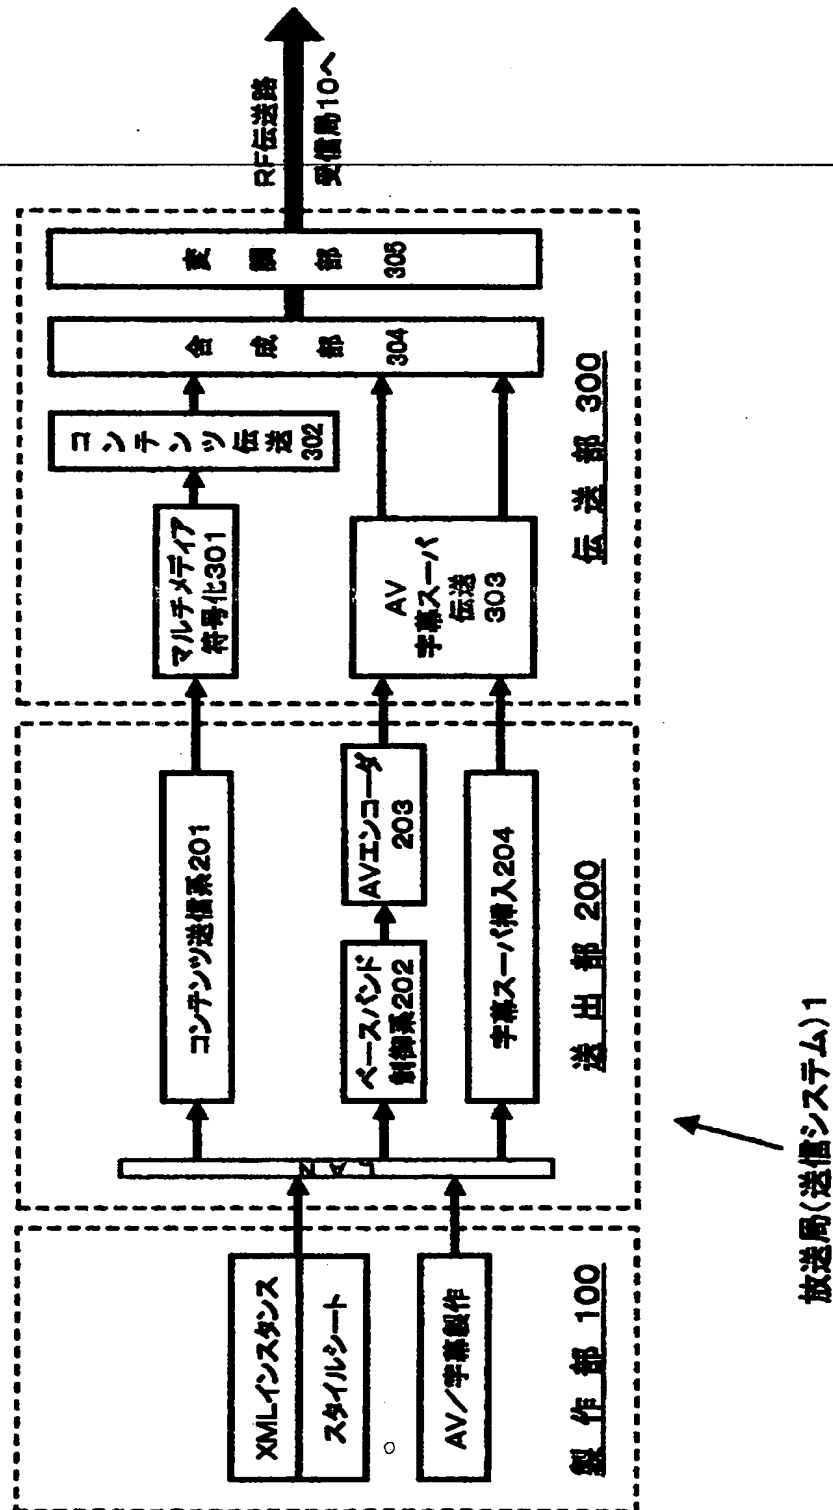 XMLインスタンス
スタイルシート
AV/字幕製作
製作部 100
コンテンツ送信系201
ベースバンド
制御系202
AVエンコーダ
203
字幕スーパ挿入204
送出部 200
マルチメディア
符号化301
コンテンツ伝送
302
AV
字幕スーパ
伝送
303
合成部 304
変調部 305
伝送部 300
RF伝送路
受信局10へ
放送局(送信システム)1